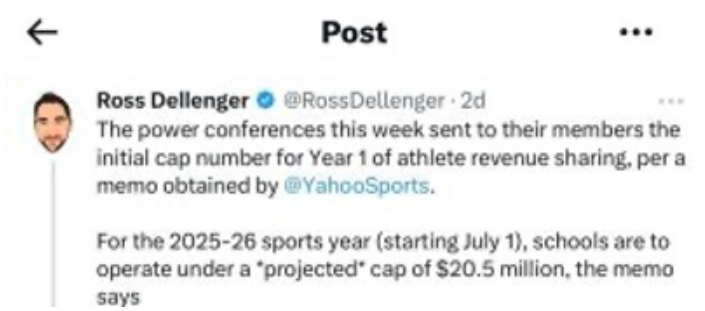 ← Post •••
Ross Dellenger @RossDellenger · 2d •••
The power conferences this week sent to their members the
initial cap number for Year 1 of athlete revenue sharing, per a
memo obtained by @YahooSports.
For the 2025-26 sports year (starting July 1), schools are to
operate under a *projected* cap of $20.5 million, the memo
says